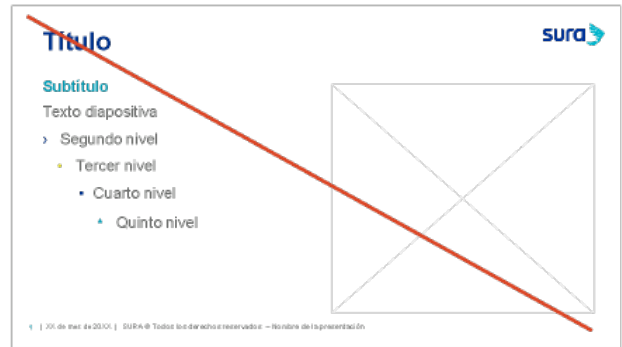 Título
sura
Subtítulo
Texto diapositiva
› Segundo nivel
Tercer nivel
• Cuarto nivel
* Quinto nivel
| XX de mes de 20XX | SURA © Todos los derechos reservados – Nombre de la presentación